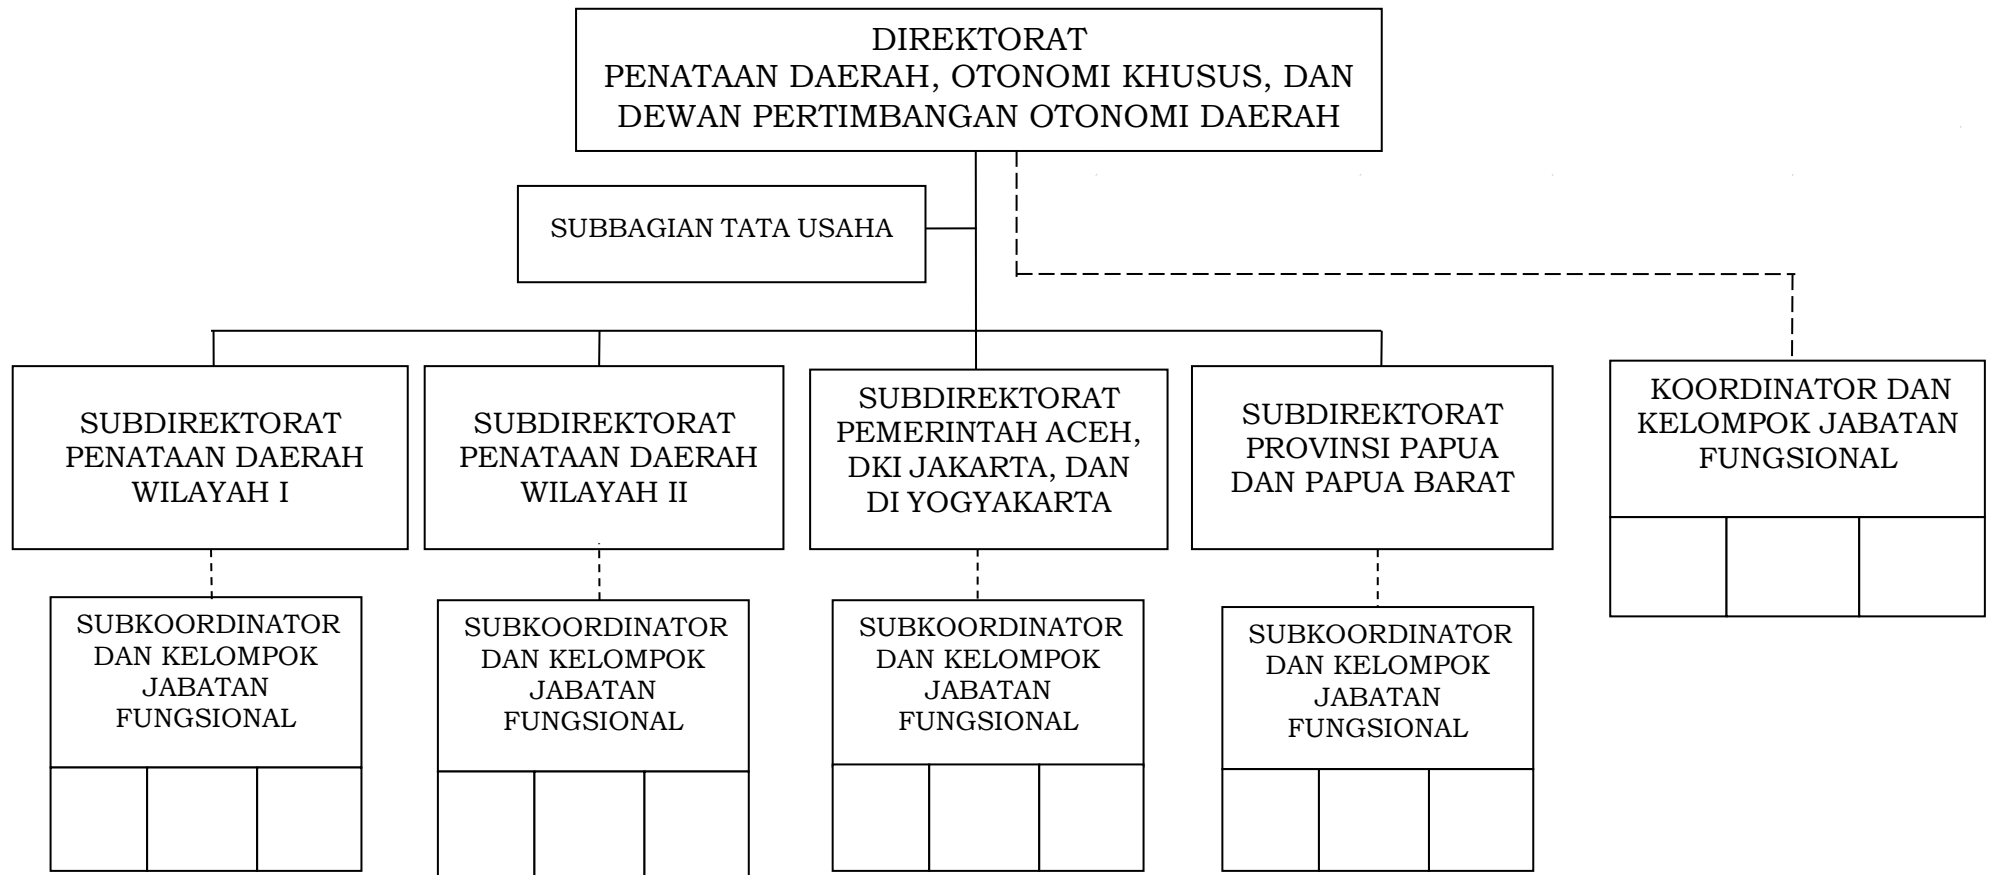 DIREKTORAT
PENATAAN DAERAH, OTONOMI KHUSUS, DAN
DEWAN PERTIMBANGAN OTONOMI DAERAH
SUBBAGIAN TATA USAHA
SUBDIREKTORAT
PENATAAN DAERAH
WILAYAH I
SUBDIREKTORAT
PENATAAN DAERAH
WILAYAH II
SUBDIREKTORAT
PEMERINTAH ACEH,
DKI JAKARTA, DAN
DI YOGYAKARTA
SUBDIREKTORAT
PROVINSI PAPUA
DAN PAPUA BARAT
KOORDINATOR DAN
KELOMPOK JABATAN
FUNGSIONAL
SUBKOORDINATOR
DAN KELOMPOK
JABATAN
FUNGSIONAL
SUBKOORDINATOR
DAN KELOMPOK
JABATAN
FUNGSIONAL
SUBKOORDINATOR
DAN KELOMPOK
JABATAN
FUNGSIONAL
SUBKOORDINATOR
DAN KELOMPOK
JABATAN
FUNGSIONAL